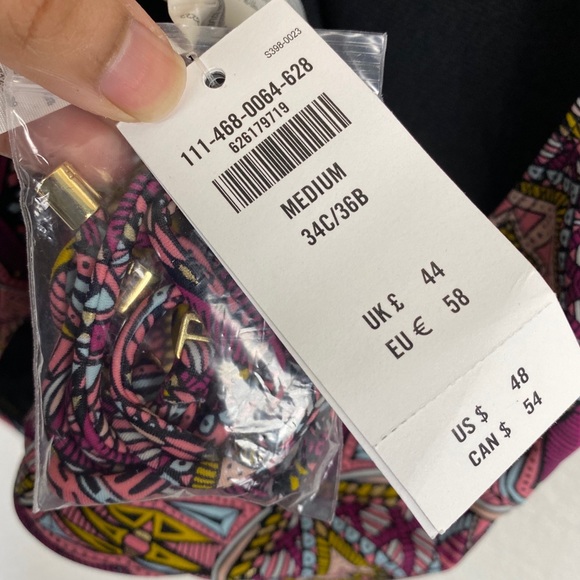 S398-0023
111-468-0064-628
626179719
MEDIUM
34C/36B
UK £ 44
EU € 58
US $ 48
CAN $ 54